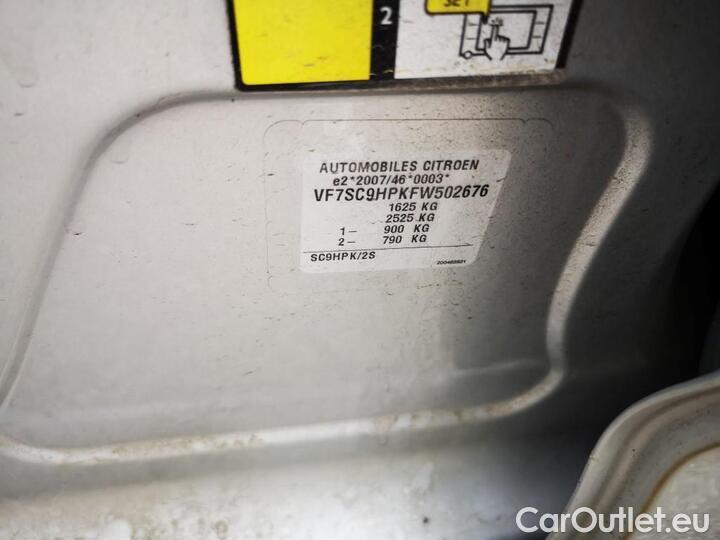 SET
2
AUTOMOBILES CITROEN
e2*2007/46*0003*
VF7SC9HPKFW502676
1625 KG
2525 KG
1- 900 KG
2- 790 KG
SC9HPK/2S
CarOutlet.eu